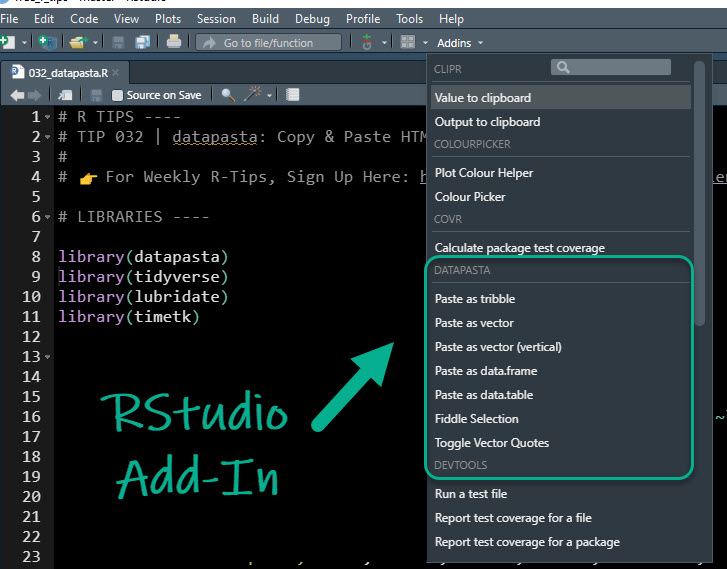 File Edit Code View Plots Session Build Debug Profile Tools Help
Go to file/function
Addins
032_datapasta.R
Source on Save
1 # R TIPS ----
2 # TIP 032 | datapasta: Copy & Paste HTM
3 #
4 # 👉 For Weekly R-Tips, Sign Up Here: h
5
6 # LIBRARIES ----
7
8 library(datapasta)
9 library(tidyverse)
10 library(lubridate)
11 library(timetk)
12
13
14
15
16
17
18
19
20
21
22
23
RStudio
Add-In
CLIPR
Value to clipboard
Output to clipboard
COLOURPICKER
Plot Colour Helper
Colour Picker
COVR
Calculate package test coverage
DATAPASTA
Paste as tribble
Paste as vector
Paste as vector (vertical)
Paste as data.frame
Paste as data.table
Fiddle Selection
Toggle Vector Quotes
DEVTOOLS
Run a test file
Report test coverage for a file
Report test coverage for a package